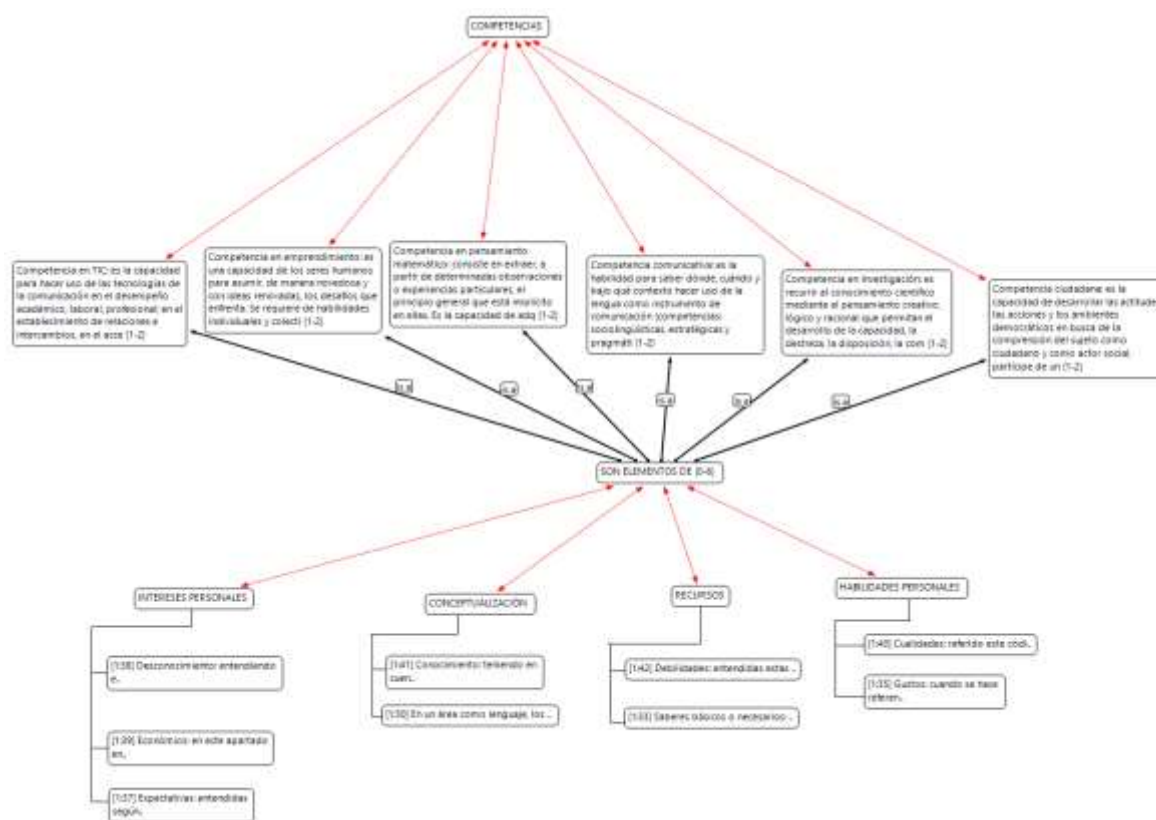 COMPETENCIAS
Competencia en TIC: es la capacidad
para hacer uso de las tecnologías de
la comunicación en el desempeño
académico, laboral, profesional; en el
establecimiento de relaciones e
intercambios, en el acce {1-2}
Competencia en emprendimiento: es
una capacidad de los seres humanos
para asumir, de manera novedosa y
con ideas renovadas, los desafíos que
enfrenta. Se requiere de habilidades
individuales y colecti {1-2}
Competencia en pensamiento
matemático: consiste en extraer, a
partir de determinadas observaciones
o experiencias particulares, el
principio general que está implícito
en ellas. Es la capacidad de adq {1-2}
Competencia comunicativa: es la
habilidad para saber dónde, cuándo y
bajo qué contexto hacer uso de la
lengua como instrumento de
comunicación (competencias:
sociolingüísticas, estratégicas y
pragmáti {1-2}
Competencia en investigación: es
recurrir al conocimiento científico
mediante el pensamiento creativo,
lógico y racional que permitan el
desarrollo de la capacidad, la
destreza, la disposición, la com {1-2}
Competencia ciudadana: es la
capacidad de desarrollar las actitude
las acciones y los ambientes
democráticos en busca de la
comprensión del sujeto como
ciudadano y como actor social
partícipe de un {1-2}
is a
is a
is a
is a
is a
is a
SON ELEMENTOS DE {0-6}
INTERESES PERSONALES
[1:38] Desconocimiento: entendiendo
e..
[1:39] Económico: en este apartado
en..
[1:37] Expectativas: entendidas
según..
CONCEPTUALIZACIÓN
[1:41] Conocimiento: teniendo en
cuen..
[1:30] En un área como lenguaje, los ..
RECURSOS
[1:42] Debilidades: entendidas estas ..
[1:33] Saberes básicos o necesarios ..
HABILIDADES PERSONALES
[1:40] Cualidades: referido este códi..
[1:35] Gustos: cuando se hace
referen..